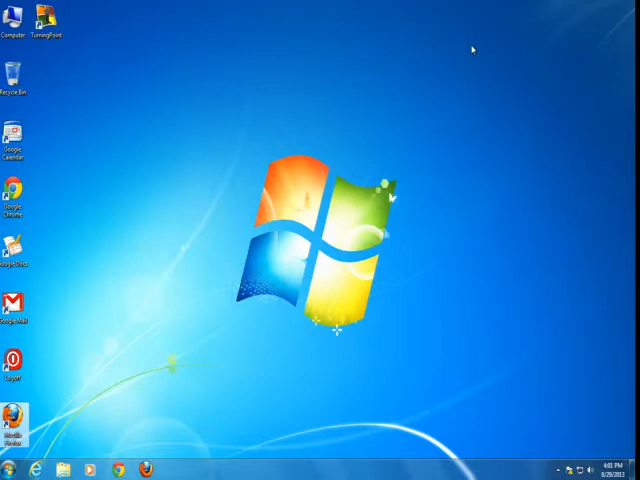 Computer
TurningPoint
Recycle Bin
Google
Calendar
Google
Chrome
Google Docs
Google Mail
Logoff
Mozilla
Firefox
4:01 PM
8/29/2013